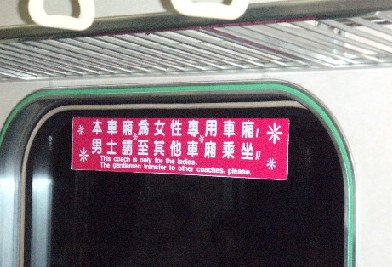 本車廂為女性專用車廂!
男士請至其他車廂乘坐!!
This coach is only for the ladies.
The gentlemen transfer to other coaches, please.